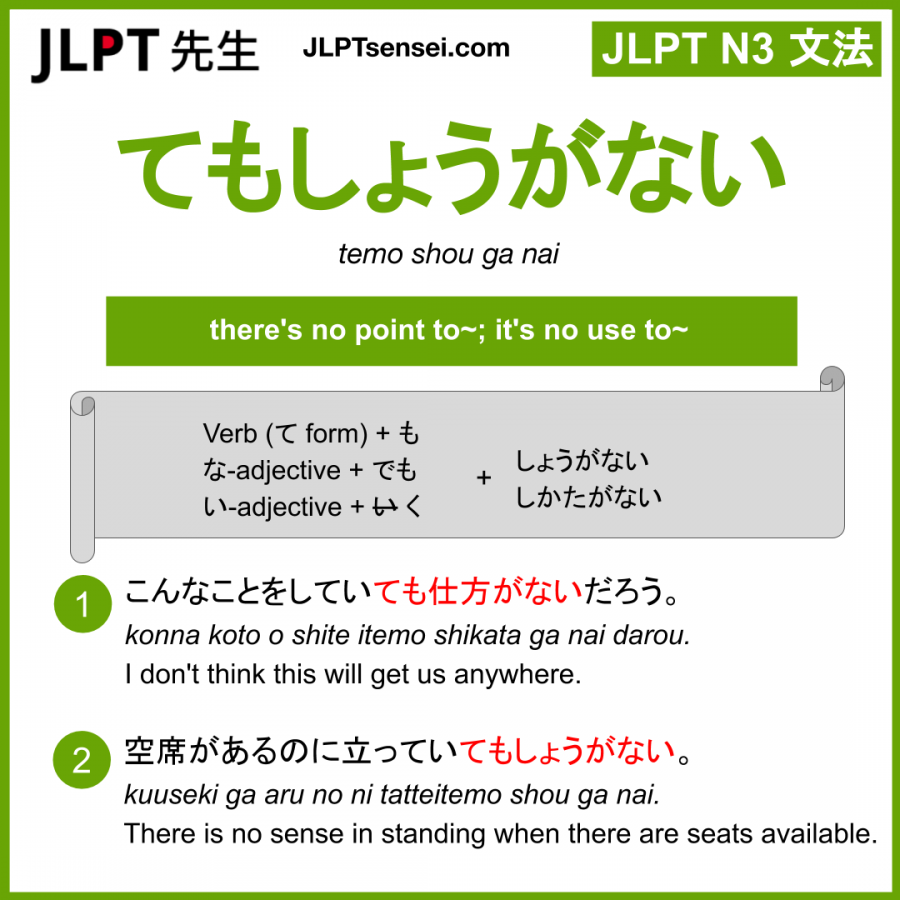 JLPT 先生
JLPTsensei.com
JLPT N3 文法
てもしょうがない
temo shou ga nai
there's no point to~; it's no use to~
Verb (て form) + も
な-adjective + でも
い-adjective + い く
+
しょうがない
しかたがない
1
こんなことをしていても仕方がないだろう。
konna koto o shite itemo shikata ga nai darou.
I don't think this will get us anywhere.
2
空席があるのに立っていてもしょうがない。
kuuseki ga aru no ni tatteitemo shou ga nai.
There is no sense in standing when there are seats available.